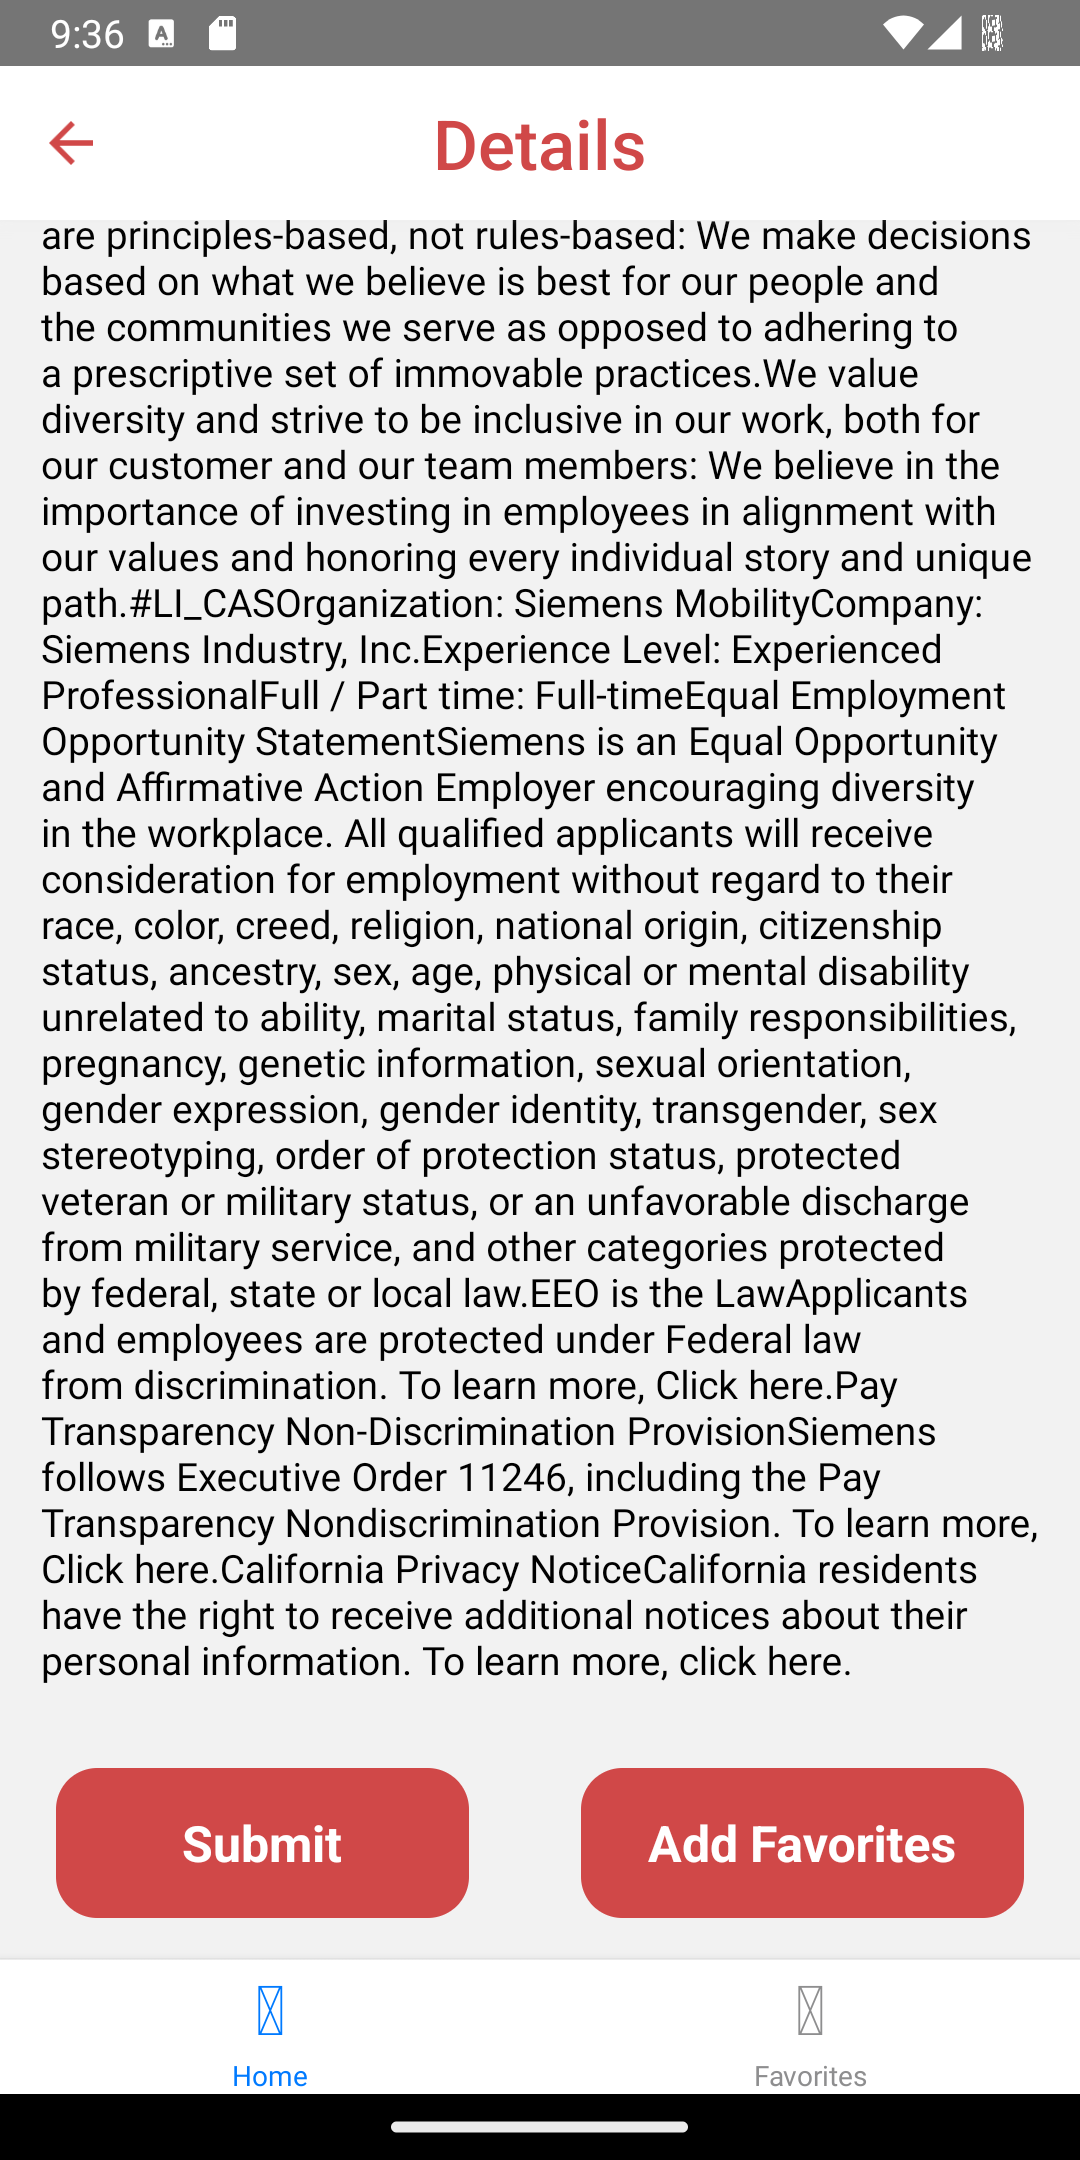 9:36
Details
are principles-based, not rules-based: We make decisions
based on what we believe is best for our people and
the communities we serve as opposed to adhering to
a prescriptive set of immovable practices.We value
diversity and strive to be inclusive in our work, both for
our customer and our team members: We believe in the
importance of investing in employees in alignment with
our values and honoring every individual story and unique
path.#LI_CASOrganization: Siemens MobilityCompany:
Siemens Industry, Inc.Experience Level: Experienced
ProfessionalFull / Part time: Full-timeEqual Employment
Opportunity StatementSiemens is an Equal Opportunity
and Affirmative Action Employer encouraging diversity
in the workplace. All qualified applicants will receive
consideration for employment without regard to their
race, color, creed, religion, national origin, citizenship
status, ancestry, sex, age, physical or mental disability
unrelated to ability, marital status, family responsibilities,
pregnancy, genetic information, sexual orientation,
gender expression, gender identity, transgender, sex
stereotyping, order of protection status, protected
veteran or military status, or an unfavorable discharge
from military service, and other categories protected
by federal, state or local law.EEO is the LawApplicants
and employees are protected under Federal law
from discrimination. To learn more, Click here.Pay
Transparency Non-Discrimination ProvisionSiemens
follows Executive Order 11246, including the Pay
Transparency Nondiscrimination Provision. To learn more,
Click here.California Privacy NoticeCalifornia residents
have the right to receive additional notices about their
personal information. To learn more, click here.
Submit
Add Favorites
Home
Favorites